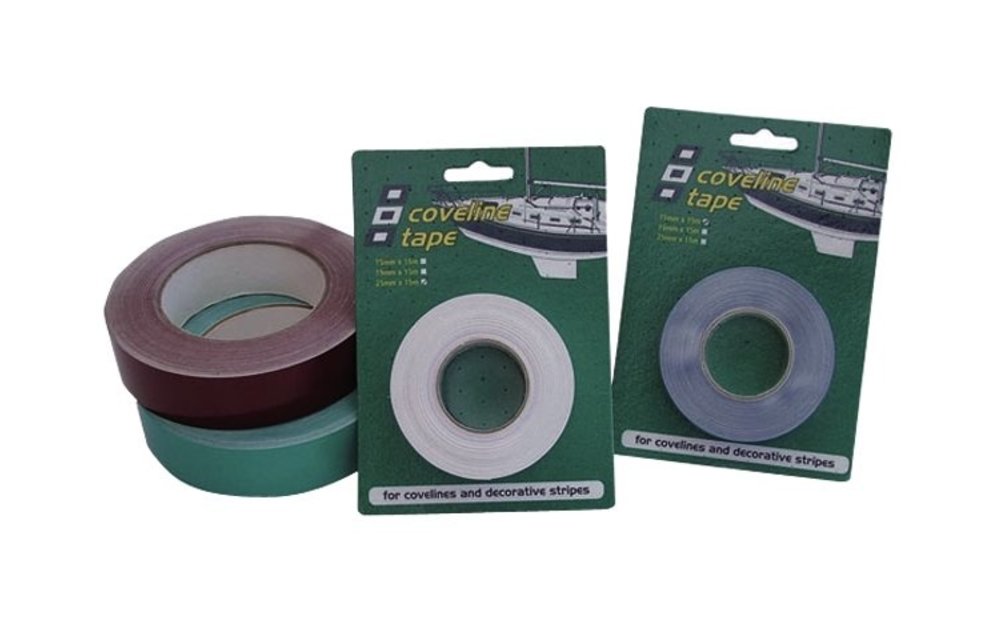 coveline
tape
15mm x 15m
19mm x 15m
25mm x 15m
for covelines and decorative stripes
coveline
tape
15mm x 15m
19mm x 15m
25mm x 15m
for covelines and decorative stripes